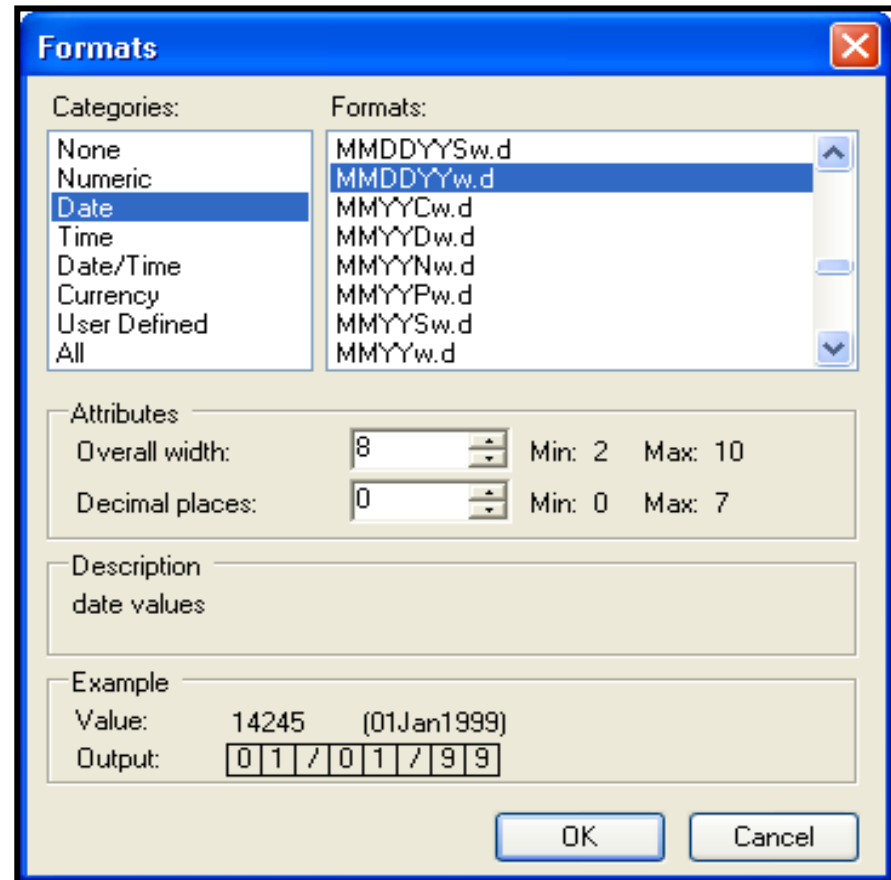 Formats
Categories:
Formats:
None
Numeric
Date
Time
Date/Time
Currency
User Defined
All
MMDDYYSw.d
MMDDYYw.d
MMYYCw.d
MMYYDw.d
MMYYNw.d
MMYYPw.d
MMYYSw.d
MMYYw.d
Attributes
Overall width: 8 Min: 2 Max: 10
Decimal places: 0 Min: 0 Max: 7
Description
date values
Example
Value: 14245 (01Jan1999)
Output: 01/01/99
OK Cancel